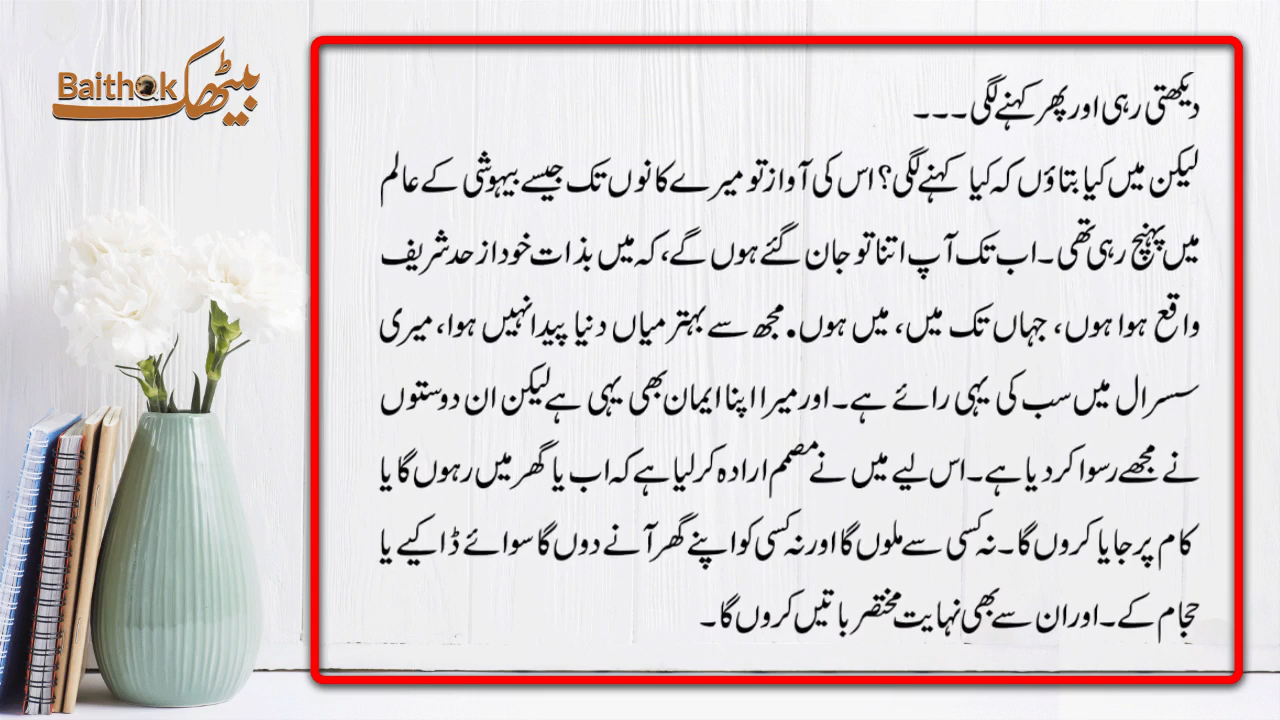 Baithak بیٹھک
دیکھتی رہی اور پھر کہنے لگی ۔۔۔
لیکن میں کیا بتاؤں کہ کیا کہنے لگی؟ اس کی آواز تو میرے کانوں تک جیسے بیہوشی کے عالم
میں پہنچ رہی تھی ۔ اب تک آپ اتنا تو جان گئے ہوں گے، کہ میں بذات خود از حد شریف
واقع ہوا ہوں، جہاں تک میں، میں ہوں. مجھ سے بہتر میاں دنیا پیدا نہیں ہوا، میری
سسرال میں سب کی یہی رائے ہے۔ اور میرا اپنا ایمان بھی یہی ہے لیکن ان دوستوں
نے مجھے رسوا کر دیا ہے۔ اس لیے میں نے مصمم ارادہ کر لیا ہے کہ اب یا گھر میں رہوں گا یا
کام پر جایا کروں گا۔ نہ کسی سے ملوں گا اور نہ کسی کو اپنے گھر آنے دوں گا سوائے ڈاکیے یا
حجام کے۔ اور ان سے بھی نہایت مختصر باتیں کروں گا۔